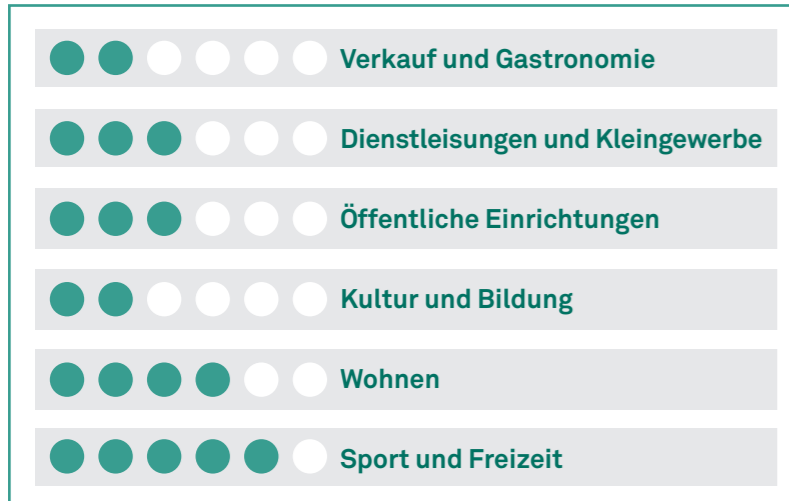 Verkauf und Gastronomie
Dienstleisungen und Kleingewerbe
Öffentliche Einrichtungen
Kultur und Bildung
Wohnen
Sport und Freizeit